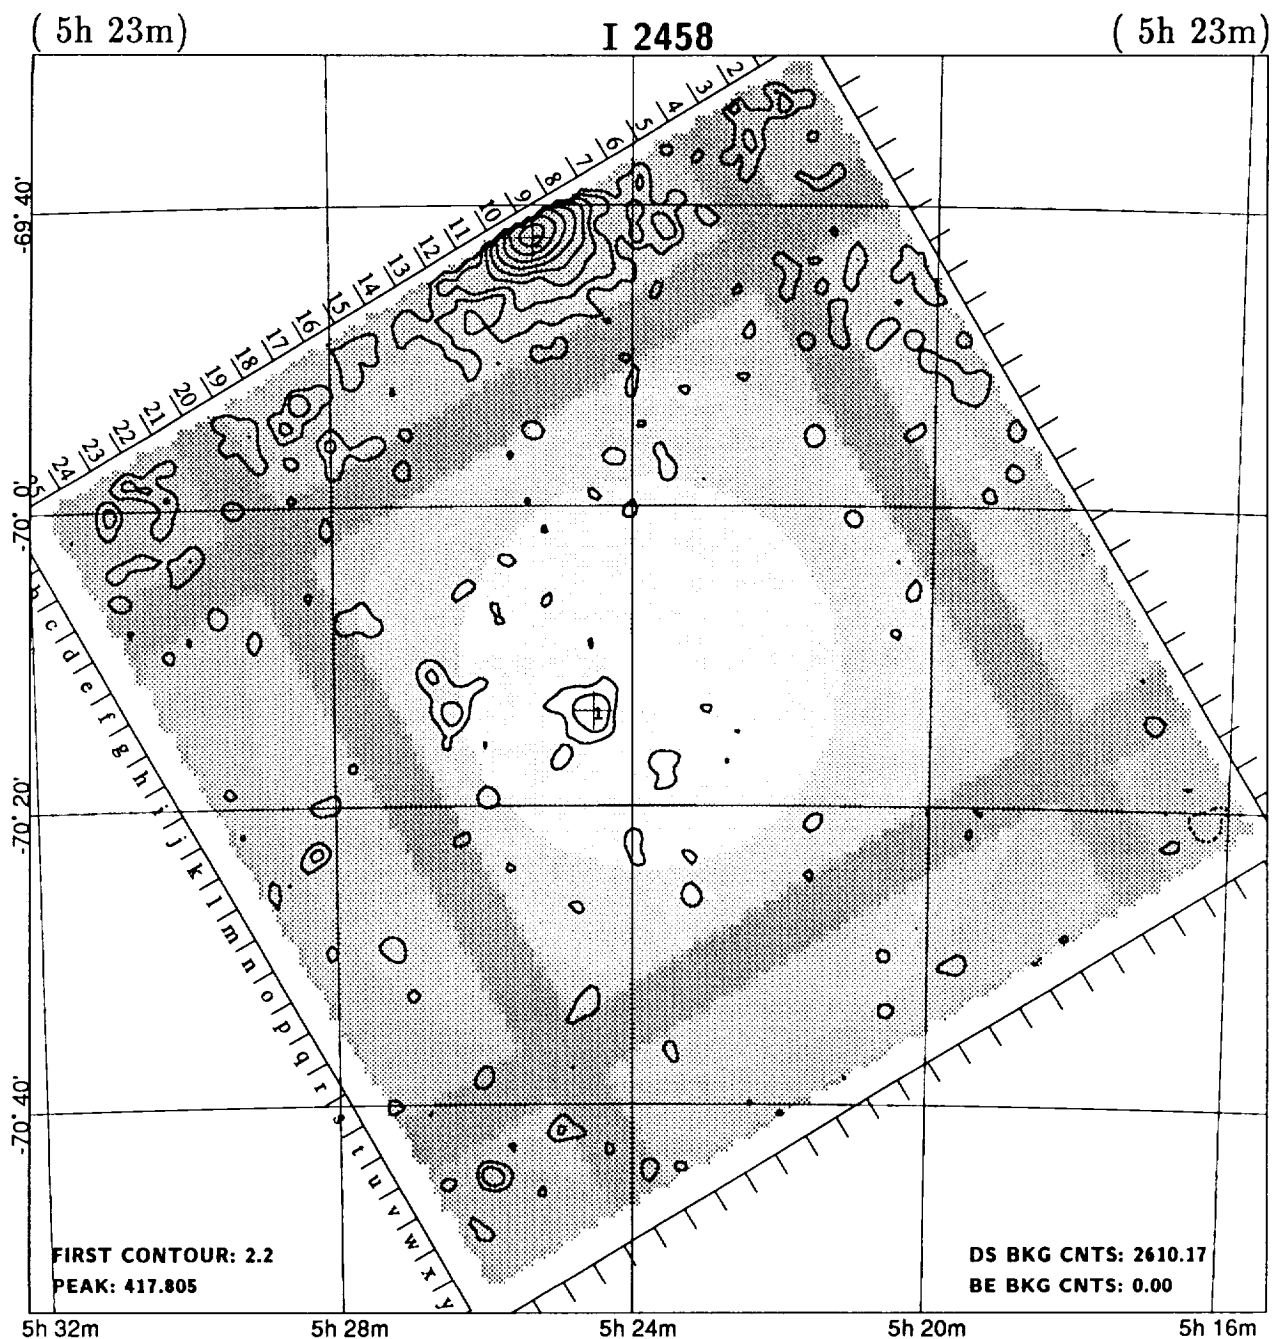 ( 5h 23m)
I 2458
( 5h 23m)
2
3
4
5
6
7
8
9
10
11
12
13
14
15
16
17
18
19
20
21
22
23
24
-69° 40'
-70° 0'
-70° 20'
-70° 40'
b
c
d
e
f
g
h
i
j
k
l
m
n
o
p
q
r
s
t
u
v
w
x
y
1
FIRST CONTOUR: 2.2
PEAK: 417.805
DS BKG CNTS: 2610.17
BE BKG CNTS: 0.00
5h 32m
5h 28m
5h 24m
5h 20m
5h 16m